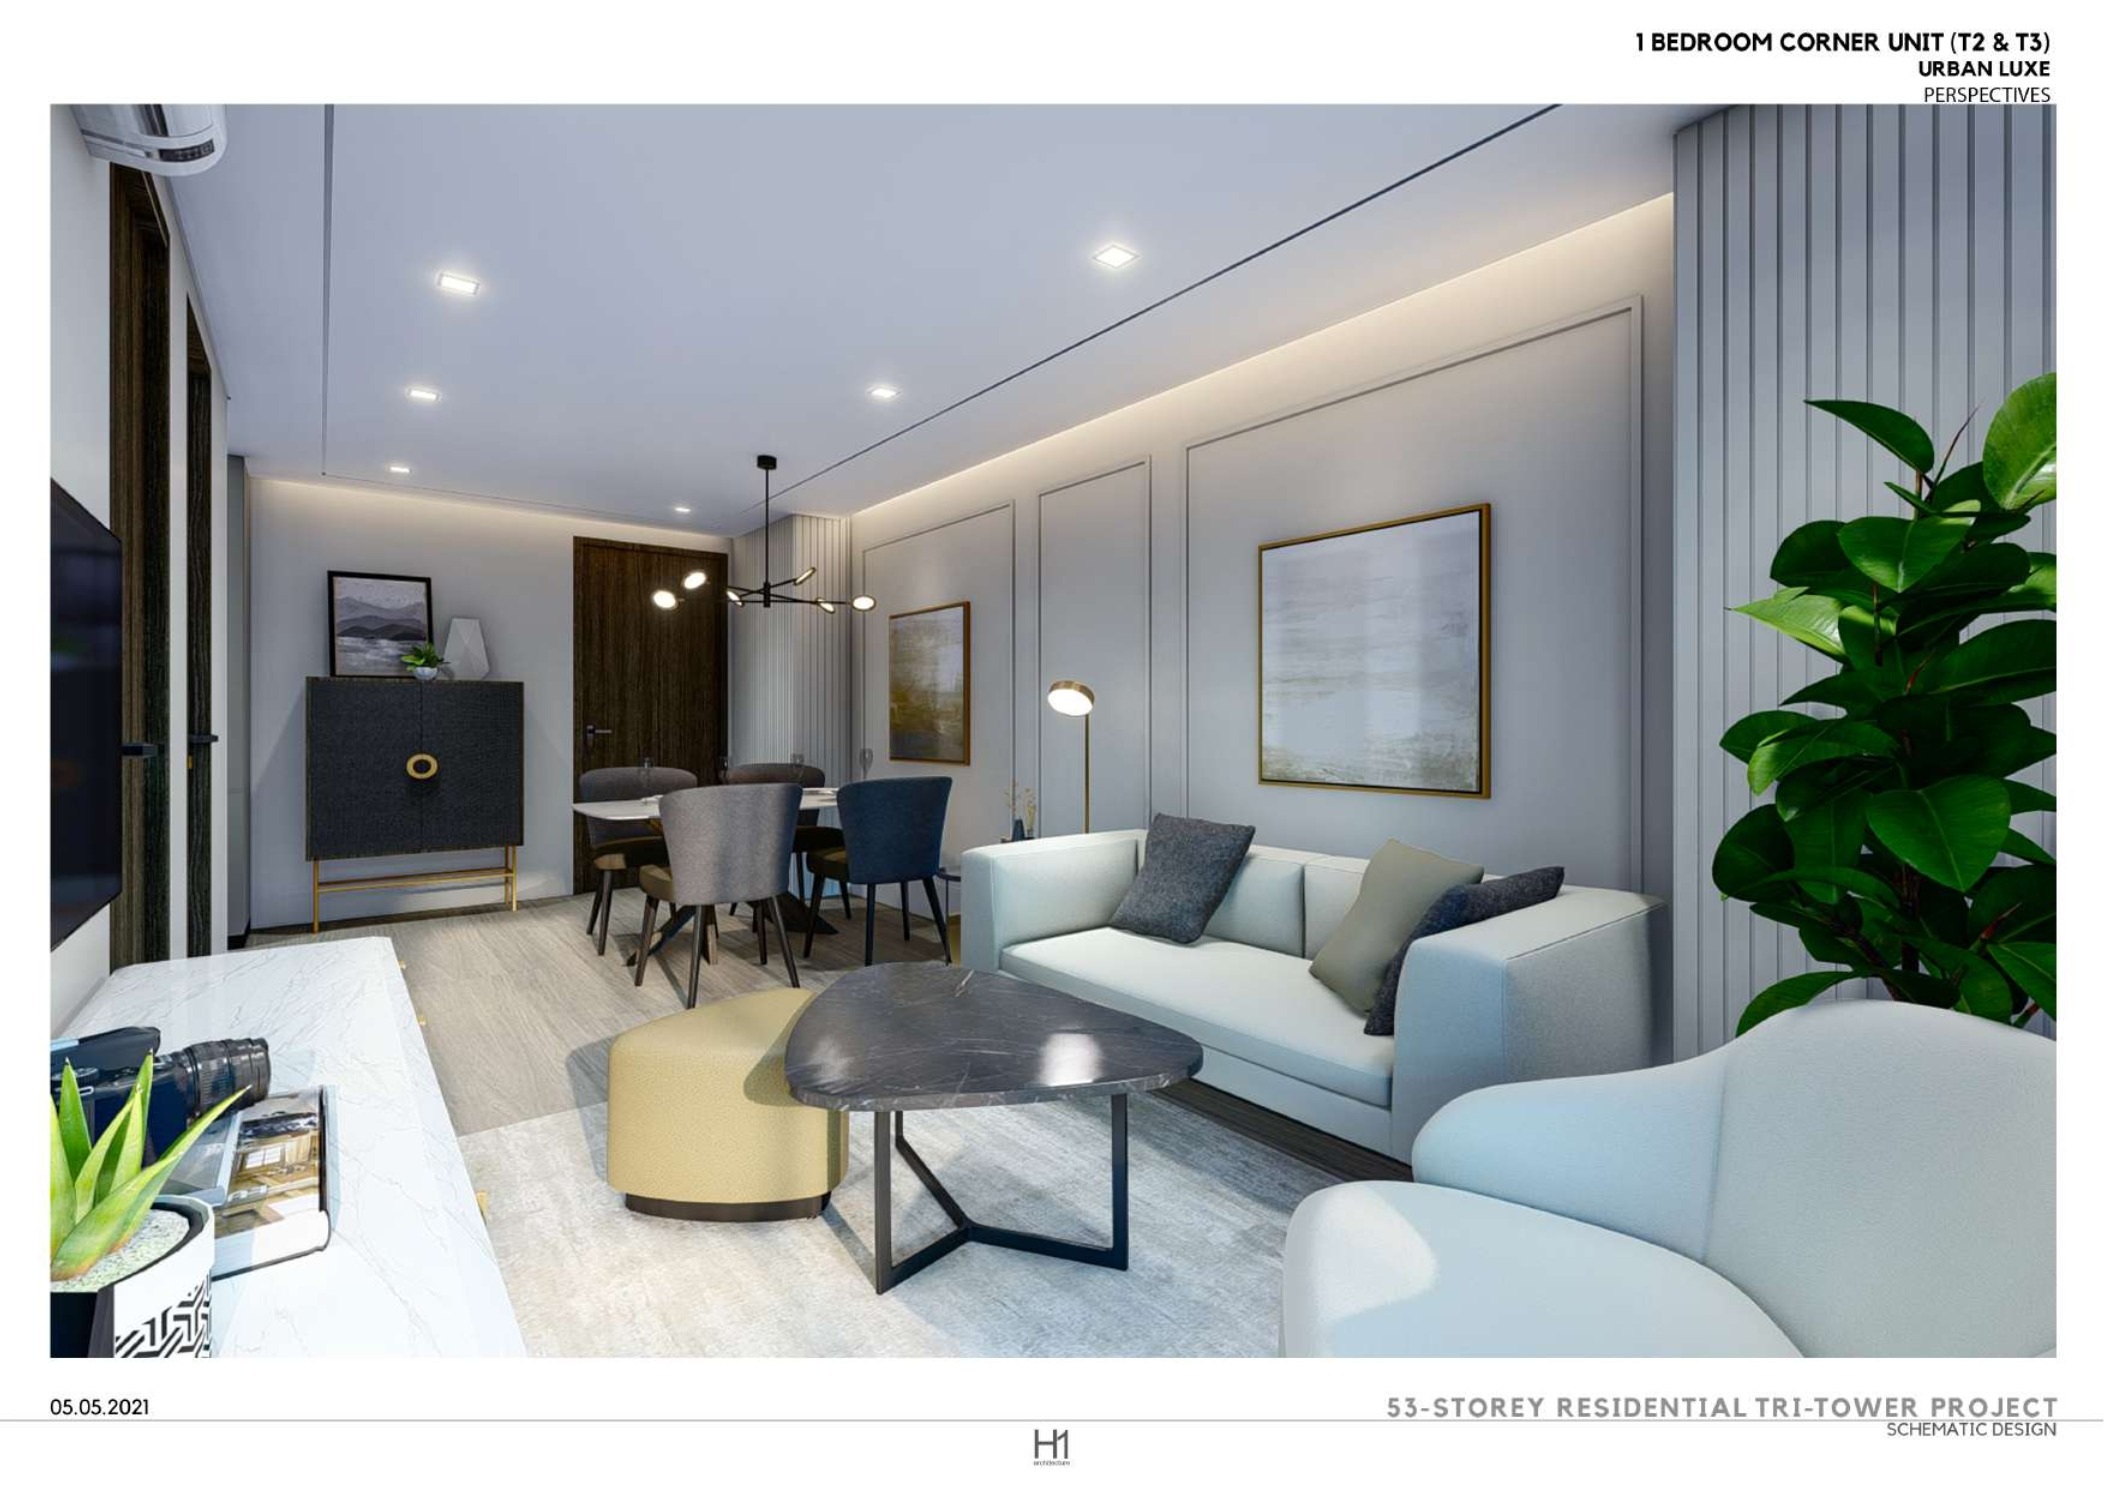 1 BEDROOM CORNER UNIT (T2 & T3)
URBAN LUXE
PERSPECTIVES
05.05.2021
53-STOREY RESIDENTIAL TRI-TOWER PROJECT
SCHEMATIC DESIGN
H1
architecture